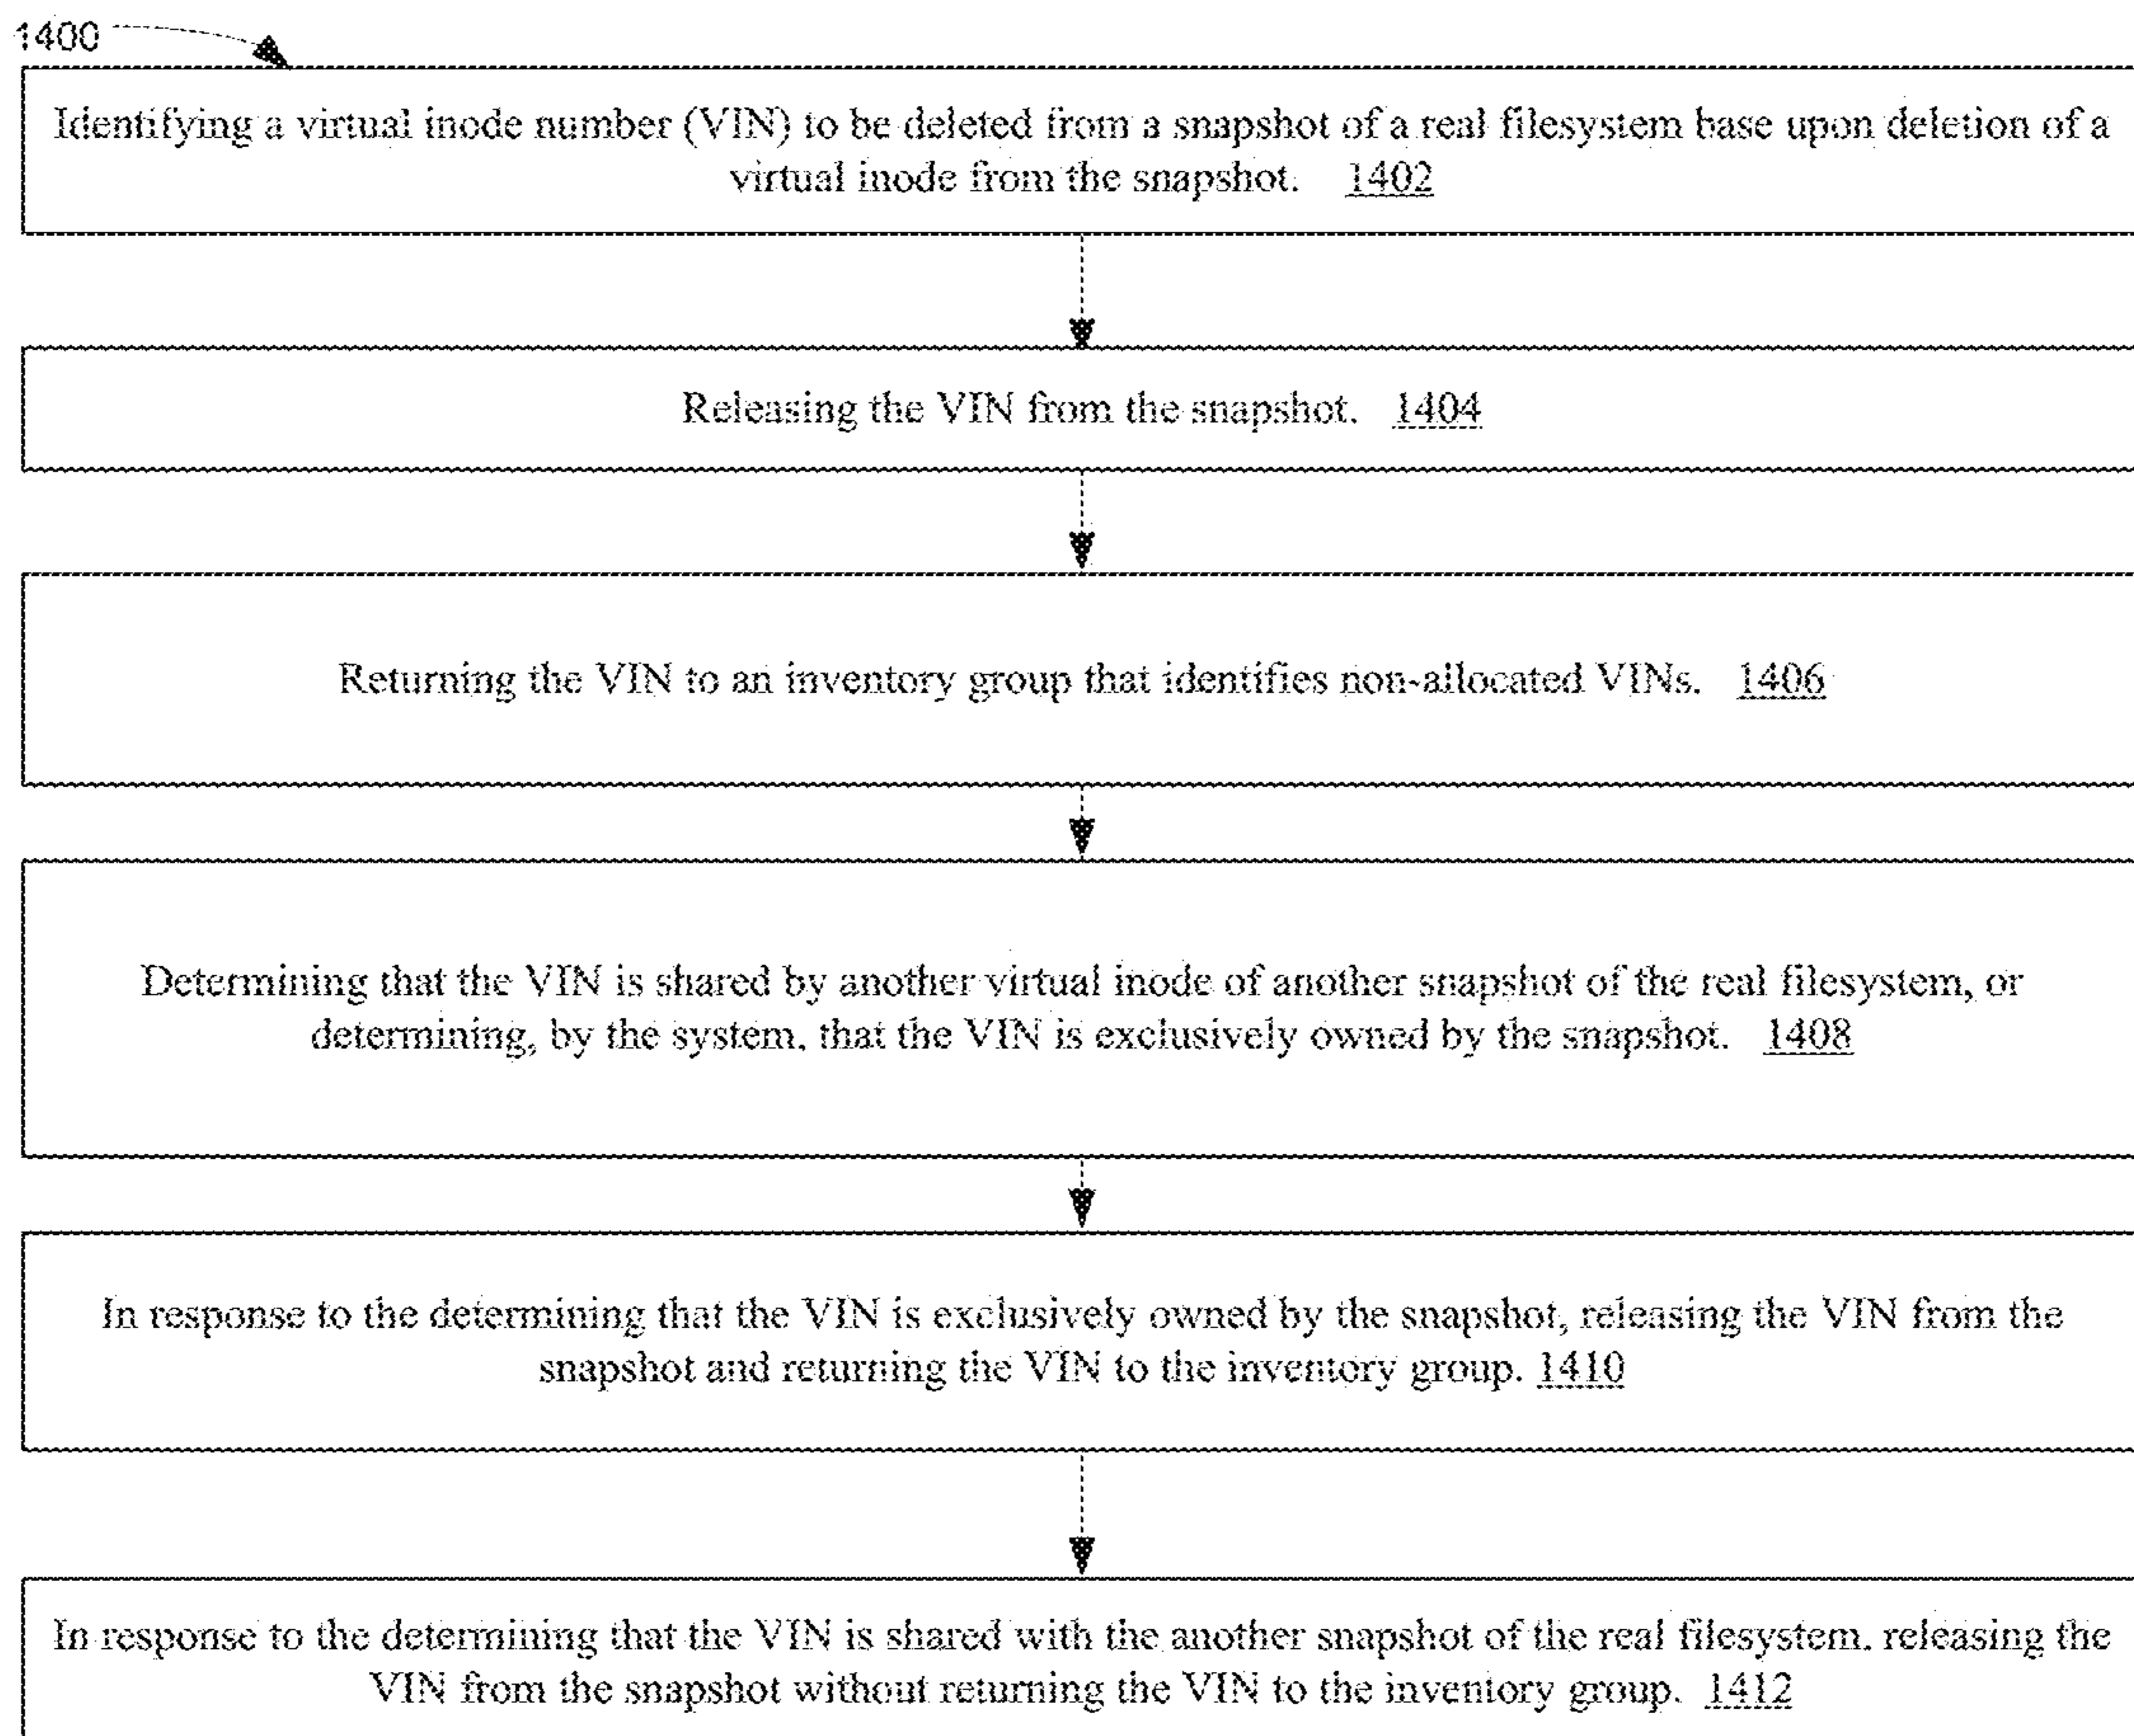 1400
Identifying a virtual inode number (VIN) to be deleted from a snapshot of a real filesystem base upon deletion of a
virtual inode from the snapshot. 1402
Releasing the VIN from the snapshot. 1404
Returning the VIN to an inventory group that identifies non-allocated VINs. 1406
Determining that the VIN is shared by another virtual inode of another snapshot of the real filesystem, or
determining, by the system, that the VIN is exclusively owned by the snapshot. 1408
In response to the determining that the VIN is exclusively owned by the snapshot, releasing the VIN from the
snapshot and returning the VIN to the inventory group. 1410
In response to the determining that the VIN is shared with the another snapshot of the real filesystem, releasing the
VIN from the snapshot without returning the VIN to the inventory group. 1412